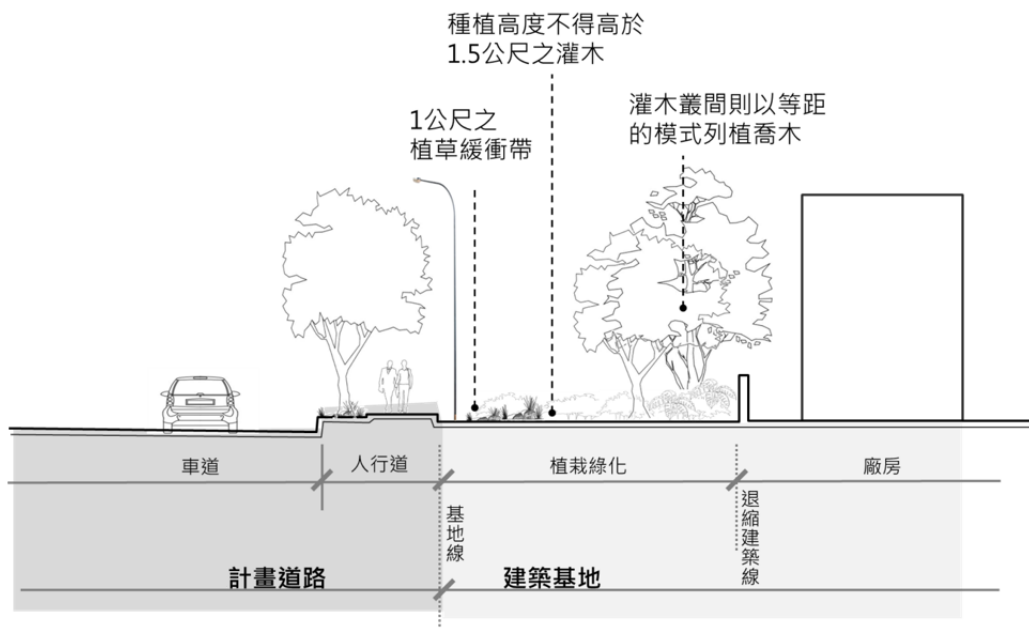 種植高度不得高於
1.5公尺之灌木
灌木叢間則以等距
的模式列植喬木
1公尺之
植草緩衝帶
車道
人行道
植栽綠化
廠房
基地線
退縮建築線
計畫道路
建築基地